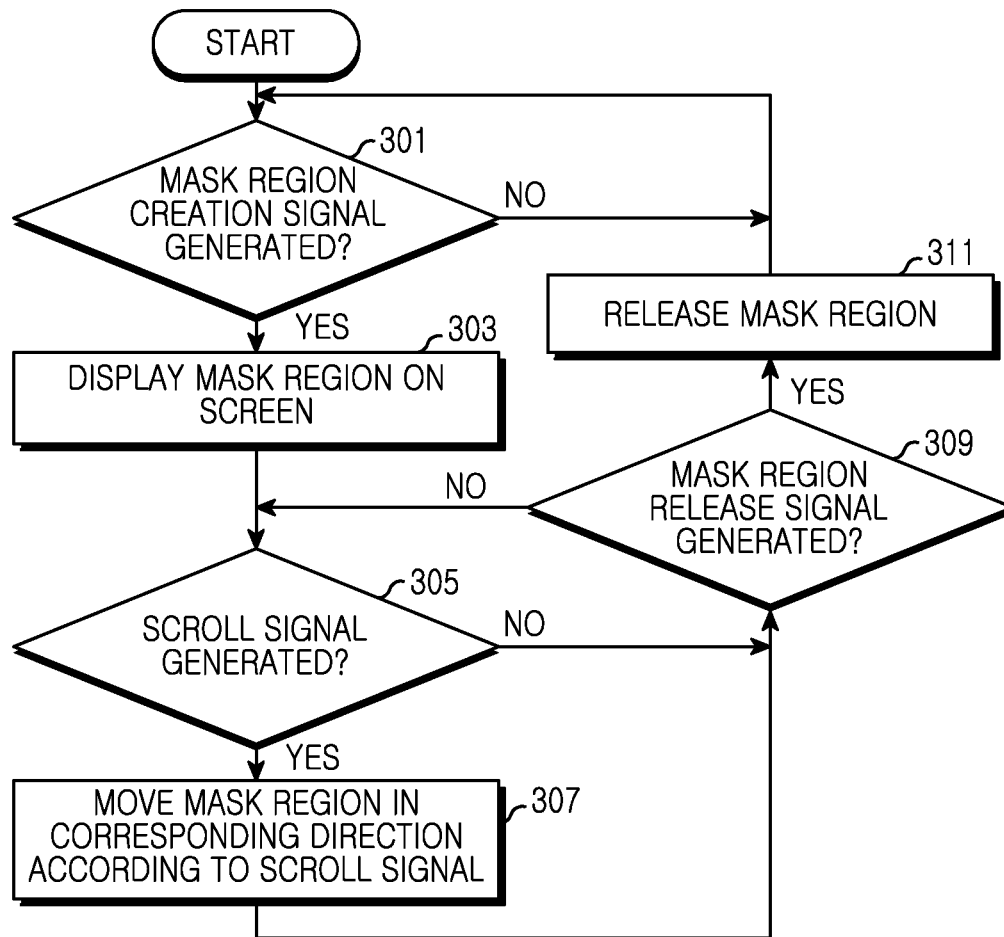 START
301
MASK REGION
CREATION SIGNAL
GENERATED?
NO
YES
303
DISPLAY MASK REGION ON
SCREEN
311
RELEASE MASK REGION
YES
309
MASK REGION
RELEASE SIGNAL
GENERATED?
NO
305
SCROLL SIGNAL
GENERATED?
NO
YES
307
MOVE MASK REGION IN
CORRESPONDING DIRECTION
ACCORDING TO SCROLL SIGNAL